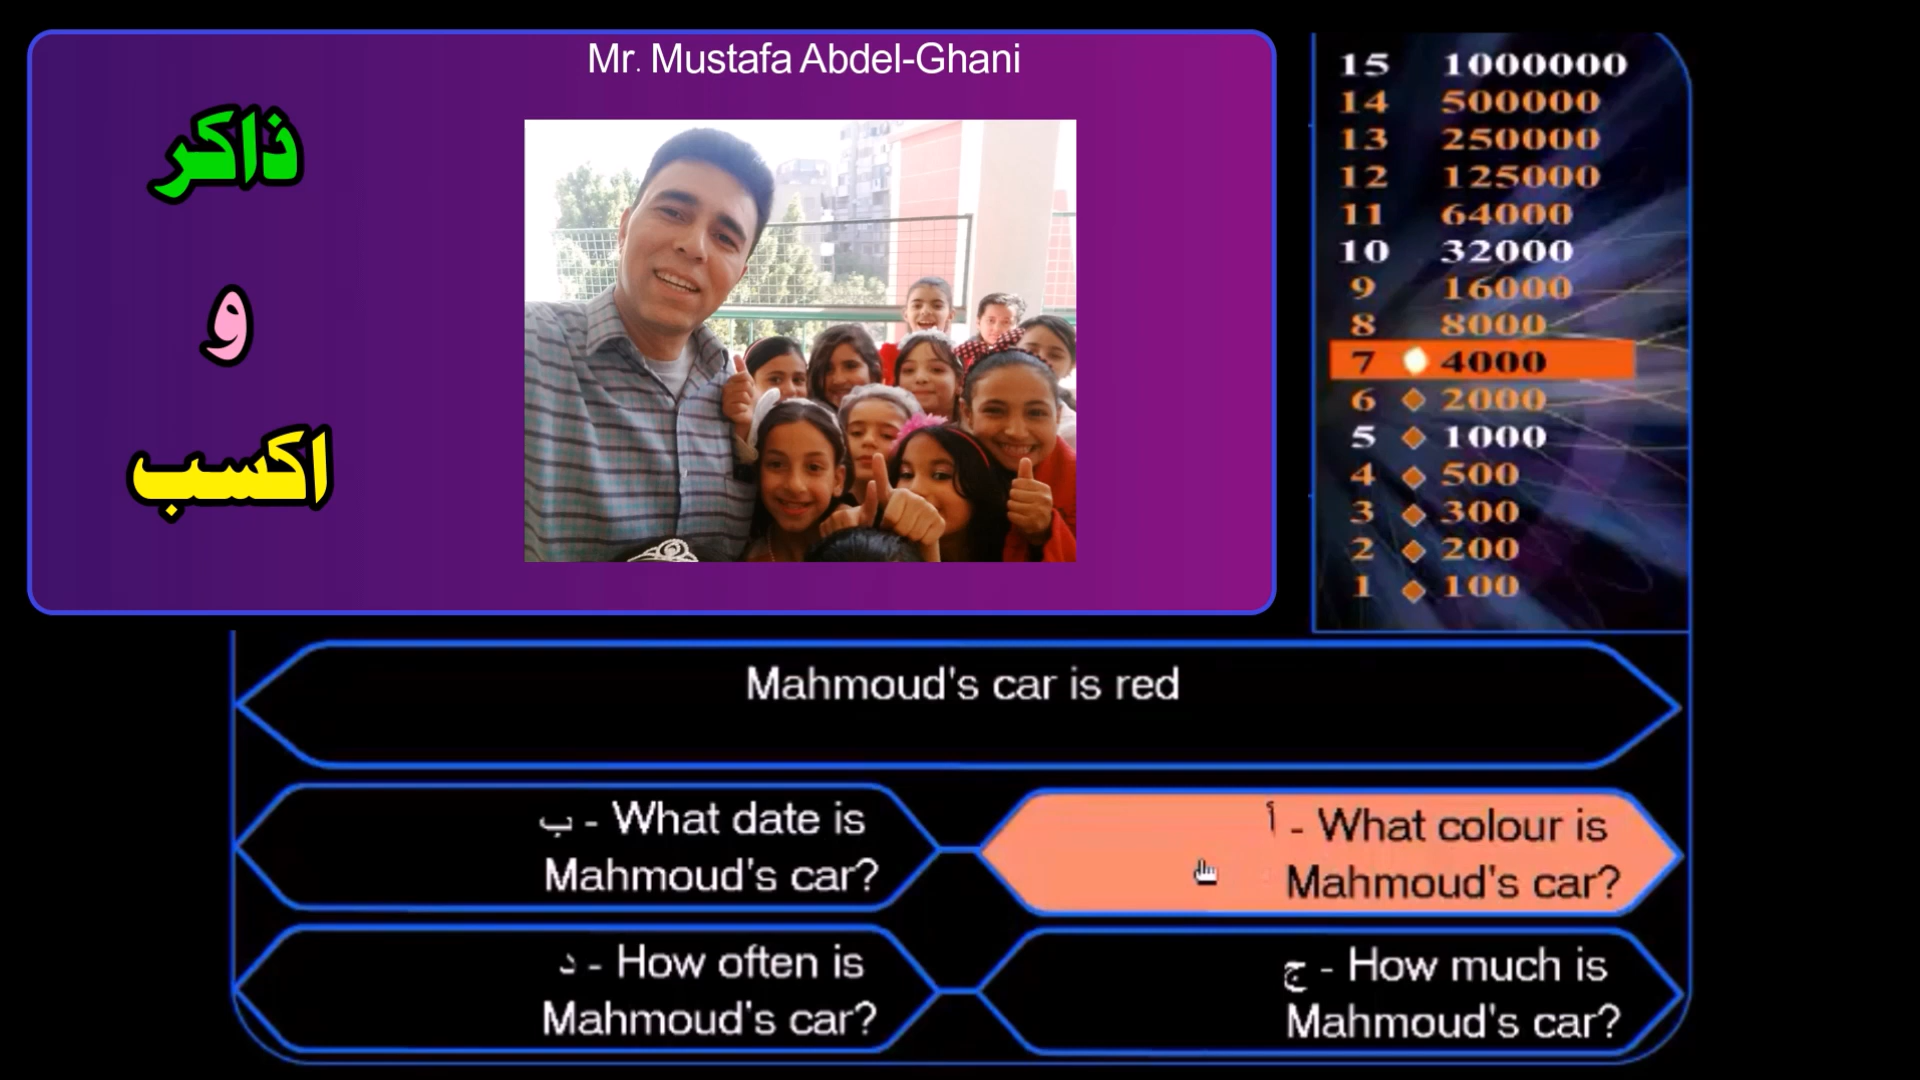 Mr. Mustafa Abdel-Ghani
ذاكر
و
اكسب
15 1000000
14 500000
13 250000
12 125000
11 64000
10 32000
9 16000
8 8000
7 4000
6 2000
5 1000
4 500
3 300
2 200
1 100
Mahmoud's car is red
أ - What colour is
Mahmoud's car?
ب - What date is
Mahmoud's car?
ج - How much is
Mahmoud's car?
د - How often is
Mahmoud's car?